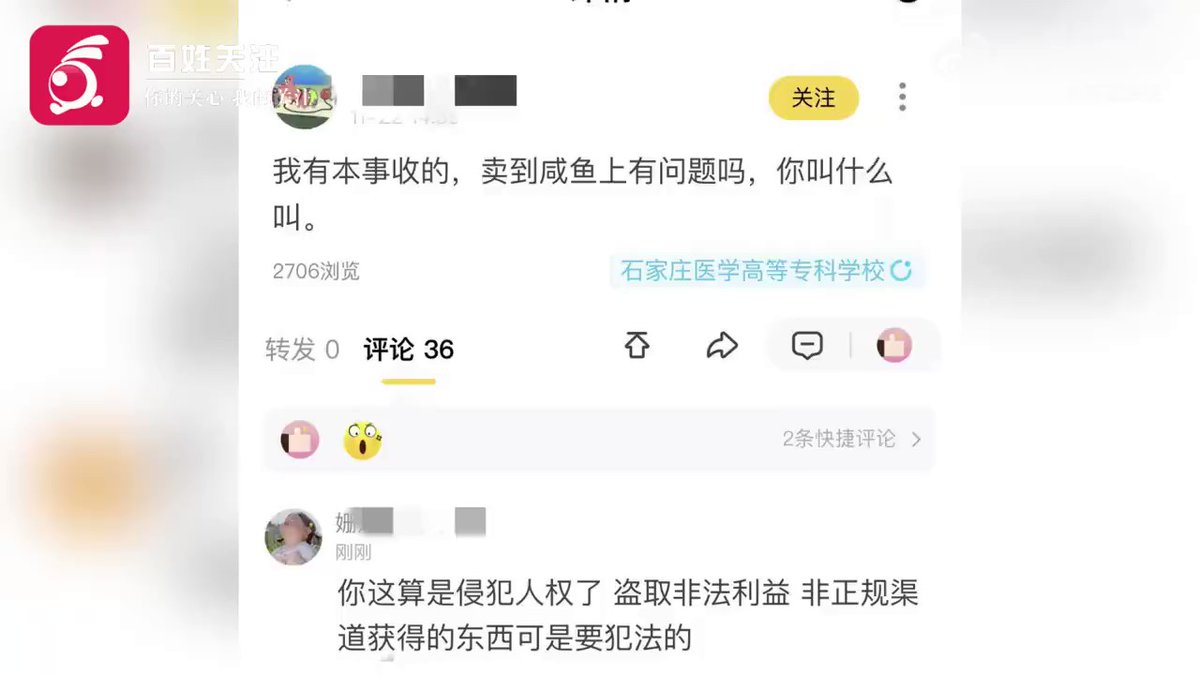 百姓关注
你的关心 我的关注
关注
我有本事收的，卖到咸鱼上有问题吗，你叫什么
叫。
2706浏览
石家庄医学高等专科学校
转发 0
评论 36
2条快捷评论
姗
刚刚
你这算是侵犯人权了 盗取非法利益 非正规渠
道获得的东西可是要犯法的